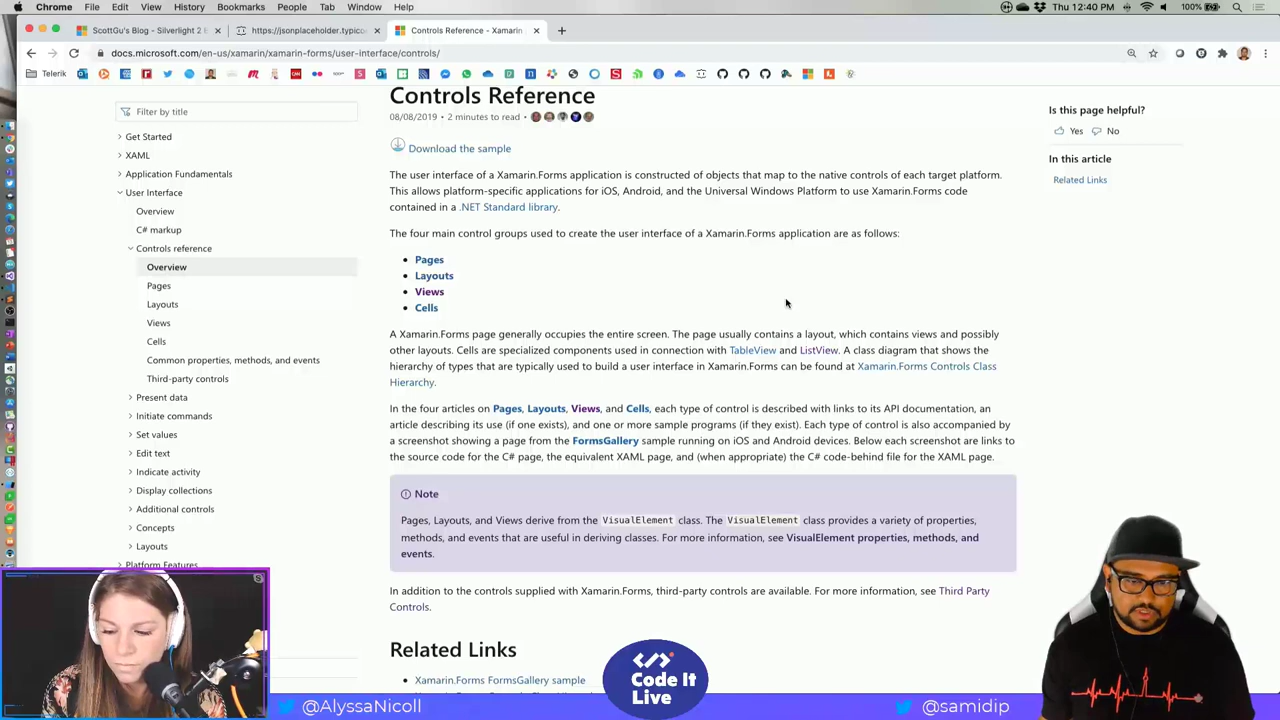 Chrome File Edit View History Bookmarks People Tab Window Help
100% Thu 12:40 PM
ScottGu's Blog - Silverlight 2 × https://jsonplaceholder.typico × Controls Reference - Xamarin × +
docs.microsoft.com/en-us/xamarin/xamarin-forms/user-interface/controls/
Telerik
Filter by title
Get Started
XAML
Application Fundamentals
User Interface
Overview
C# markup
Controls reference
Overview
Pages
Layouts
Views
Cells
Common properties, methods, and events
Third-party controls
Present data
Initiate commands
Set values
Edit text
Indicate activity
Display collections
Additional controls
Concepts
Layouts
Platform Features
Controls Reference
08/08/2019 • 2 minutes to read •
Download the sample
The user interface of a Xamarin.Forms application is constructed of objects that map to the native controls of each target platform.
This allows platform-specific applications for iOS, Android, and the Universal Windows Platform to use Xamarin.Forms code
contained in a .NET Standard library.
The four main control groups used to create the user interface of a Xamarin.Forms application are as follows:
• Pages
• Layouts
• Views
• Cells
A Xamarin.Forms page generally occupies the entire screen. The page usually contains a layout, which contains views and possibly
other layouts. Cells are specialized components used in connection with TableView and ListView. A class diagram that shows the
hierarchy of types that are typically used to build a user interface in Xamarin.Forms can be found at Xamarin.Forms Controls Class
Hierarchy.
In the four articles on Pages, Layouts, Views, and Cells, each type of control is described with links to its API documentation, an
article describing its use (if one exists), and one or more sample programs (if they exist). Each type of control is also accompanied by
a screenshot showing a page from the FormsGallery sample running on iOS and Android devices. Below each screenshot are links to
the source code for the C# page, the equivalent XAML page, and (when appropriate) the C# code-behind file for the XAML page.
Note
Pages, Layouts, and Views derive from the VisualElement class. The VisualElement class provides a variety of properties,
methods, and events that are useful in deriving classes. For more information, see VisualElement properties, methods, and
events.
In addition to the controls supplied with Xamarin.Forms, third-party controls are available. For more information, see Third Party
Controls.
Related Links
• Xamarin.Forms FormsGallery sample
Is this page helpful?
Yes No
In this article
Related Links
Code It
Live
@AlyssaNicoll
@samidip